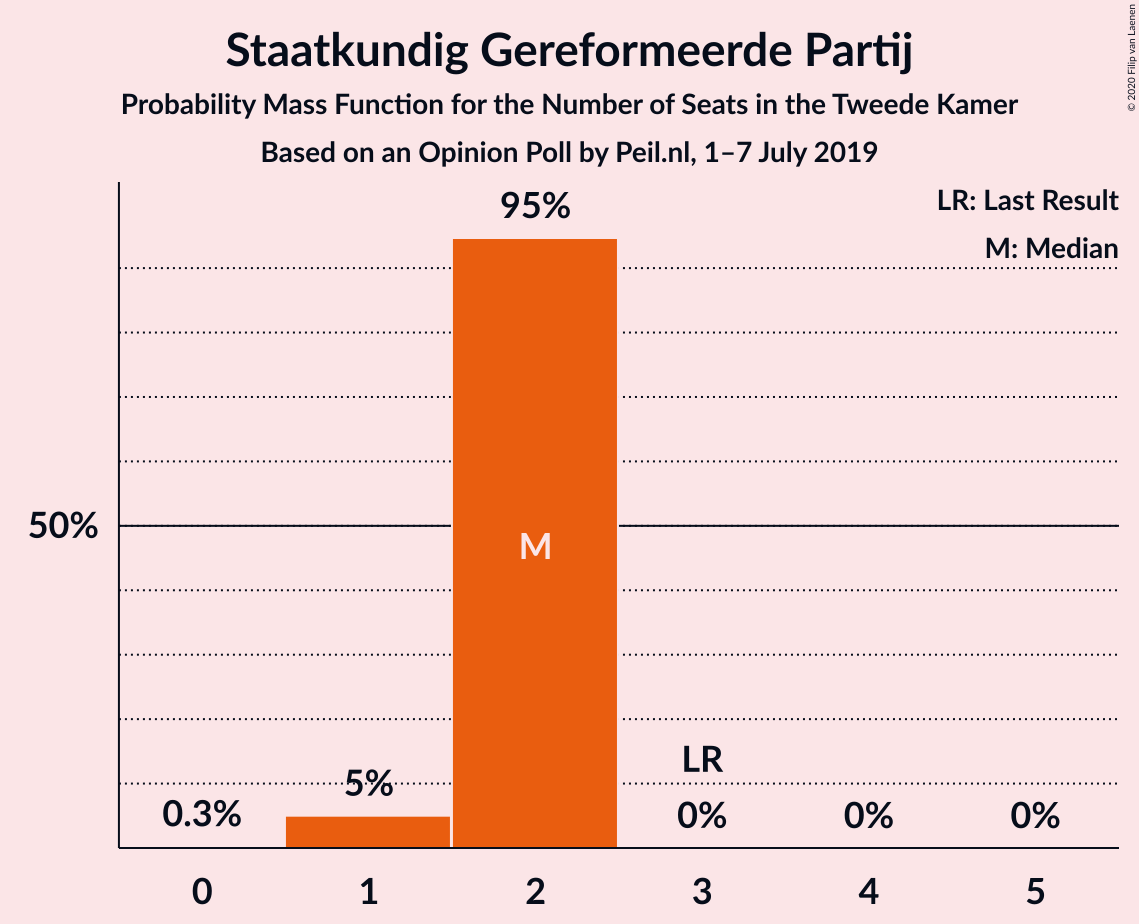 Staatkundig Gereformeerde Partij
Probability Mass Function for the Number of Seats in the Tweede Kamer
Based on an Opinion Poll by Peil.nl, 1–7 July 2019
© 2020 Filip van Laenen
LR: Last Result
M: Median
95%
50%
M
LR
5%
0.3%
0%
0%
0%
0 1 2 3 4 5